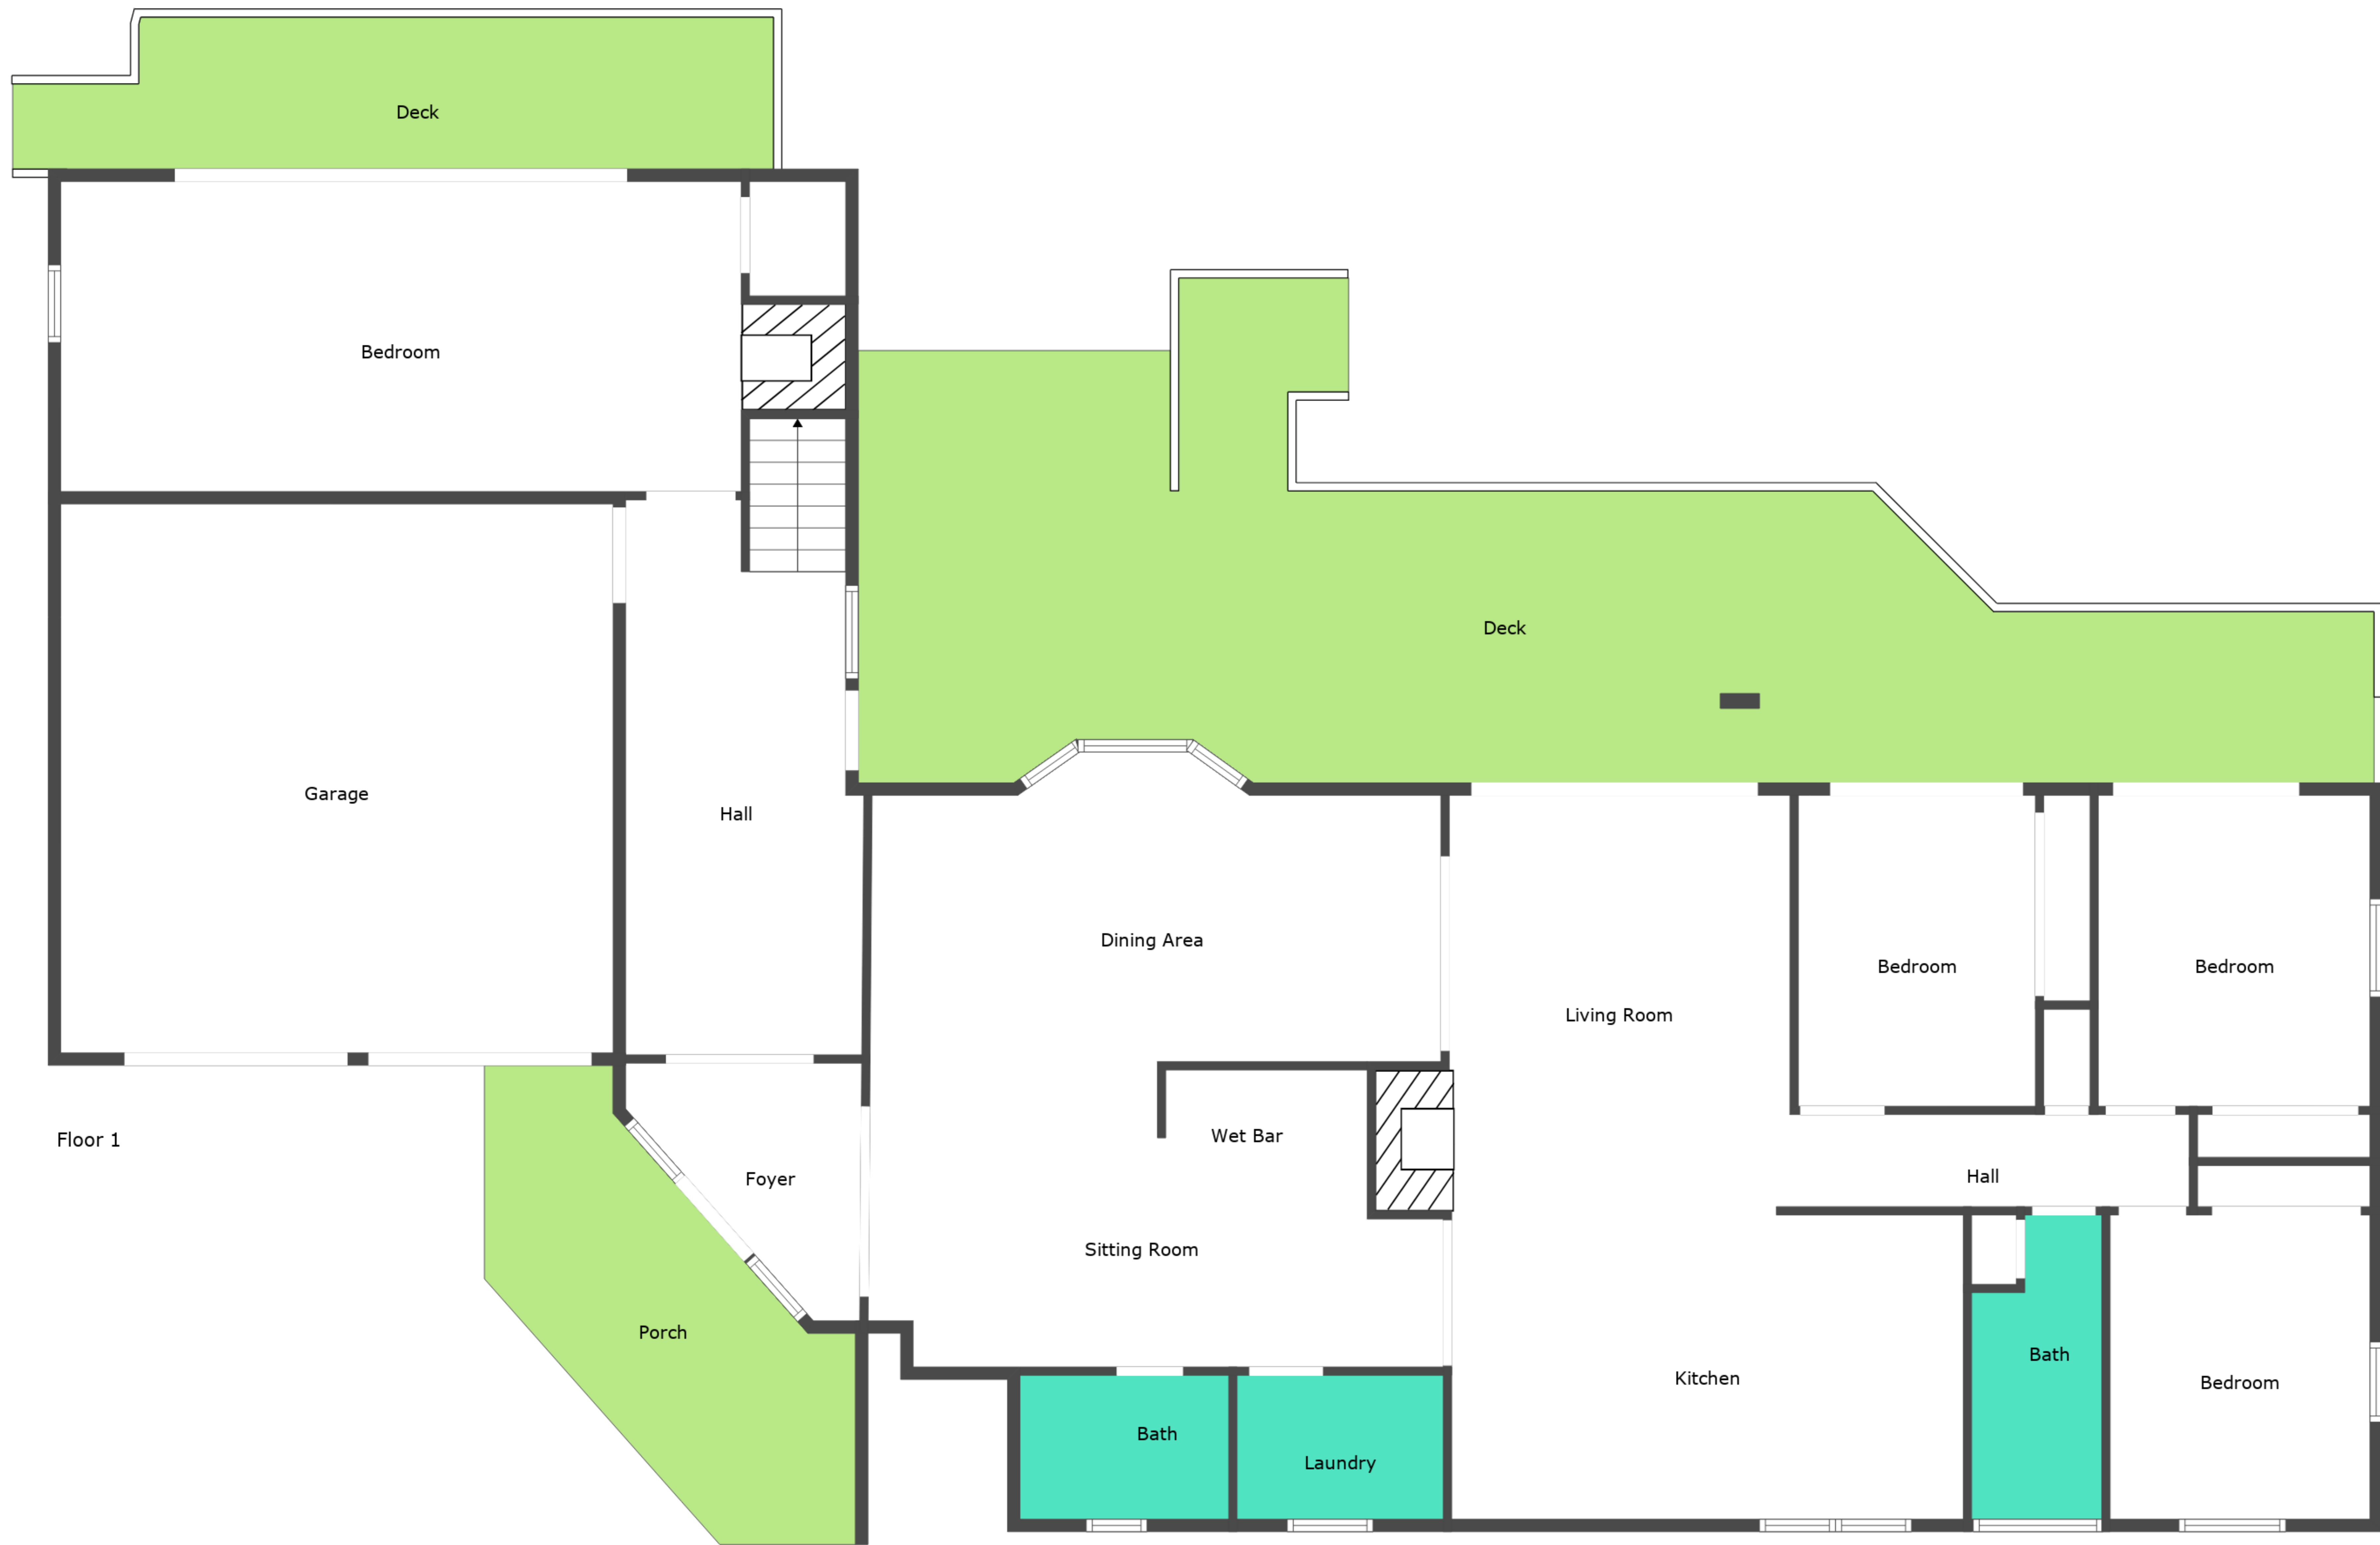 Deck
Bedroom
Deck
Garage
Hall
Dining Area
Bedroom
Bedroom
Living Room
Floor 1
Wet Bar
Foyer
Hall
Sitting Room
Porch
Bath
Kitchen
Bedroom
Bath
Laundry